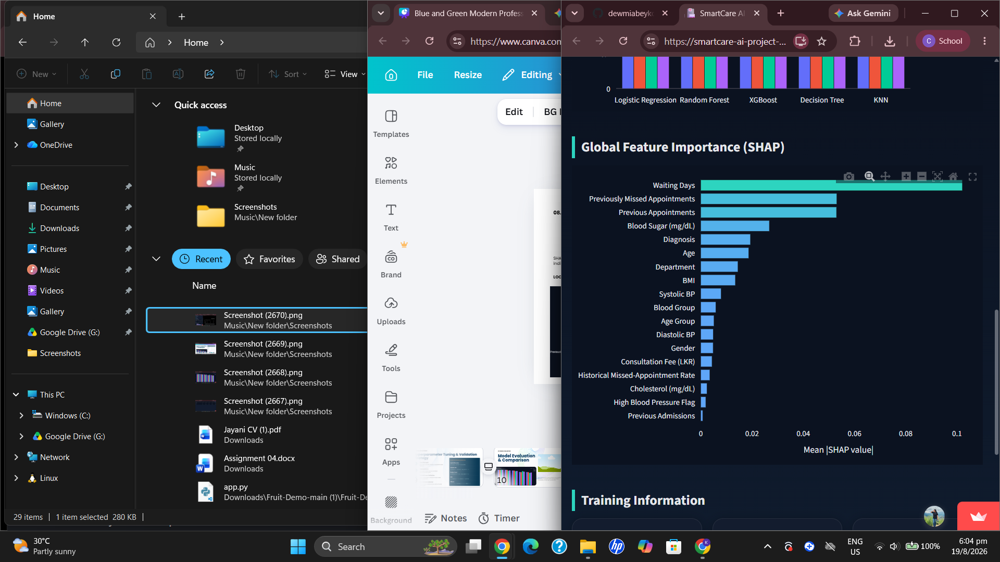 Home
Home
New
Sort
View
Home
Gallery
OneDrive
Desktop
Documents
Downloads
Pictures
Music
Videos
Gallery
Google Drive (G:)
Screenshots
This PC
Windows (C:)
Google Drive (G:)
Network
Linux
Quick access
Desktop
Stored locally
Music
Stored locally
Screenshots
Music\New folder
Recent
Favorites
Shared
Name
Screenshot (2670).png
Music\New folder\Screenshots
Screenshot (2669).png
Music\New folder\Screenshots
Screenshot (2668).png
Music\New folder\Screenshots
Screenshot (2667).png
Music\New folder\Screenshots
Jayani CV (1).pdf
Downloads
Assignment 04.docx
Downloads
app.py
Downloads\Fruit-Demo-main (1)\Fruit-De
29 items
1 item selected 280 KB
Blue and Green Modern Profess
https://www.canva.com
File
Resize
Editing
Templates
Elements
Text
Brand
Uploads
Tools
Projects
Apps
Background
Edit
BG
08.
SHA
indi
LOC
Previous
parameter Tuning & Validation
Model Evaluation
& Comparison
10
Notes
Timer
dewmiabeyko
SmartCare AI
Ask Gemini
https://smartcare-ai-project-...
C
School
0
Logistic Regression
Random Forest
XGBoost
Decision Tree
KNN
Global Feature Importance (SHAP)
Waiting Days
Previously Missed Appointments
Previous Appointments
Blood Sugar (mg/dL)
Diagnosis
Age
Department
BMI
Systolic BP
Blood Group
Age Group
Diastolic BP
Gender
Consultation Fee (LKR)
Historical Missed-Appointment Rate
Cholesterol (mg/dL)
High Blood Pressure Flag
Previous Admissions
0 0.02 0.04 0.06 0.08 0.1
Mean |SHAP value|
Training Information
30°C
Partly sunny
Search
ENG
US
100%
6:04 pm
19/8/2026